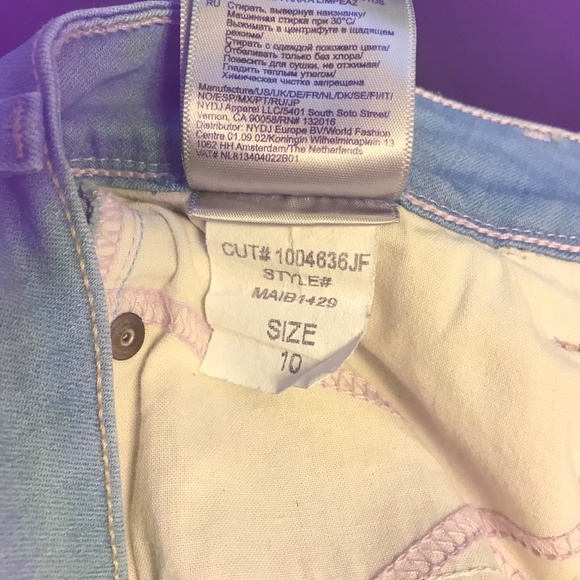 RU Стирать, вывернув наизнанку/
Машинная стирка при 30°C/
Выжимать в центрифуге в щадящем
режиме/
Стирать с одеждой похожего цвета/
Отбеливать только без хлора/
Повесить для сушки, не отжимая/
Гладить теплым утюгом/
Химическая чистка запрещена
Manufacture/US/UK/DE/FR/NL/DK/SE/FI/IT/
NO/ESP/MX/PT/RU/JP
NYDJ Apparel LLC/5401 South Soto Street/
Vernon, CA 90058/RN# 132016
Distributor: NYDJ Europe BV/World Fashion
Centre 01.09.02/Koningin Wilhelminaplein 13
1062 HH Amsterdam/The Netherlands
VAT# NL813404022B01
CUT# 1004636JF
STYLE#
MAIB1429
SIZE
10